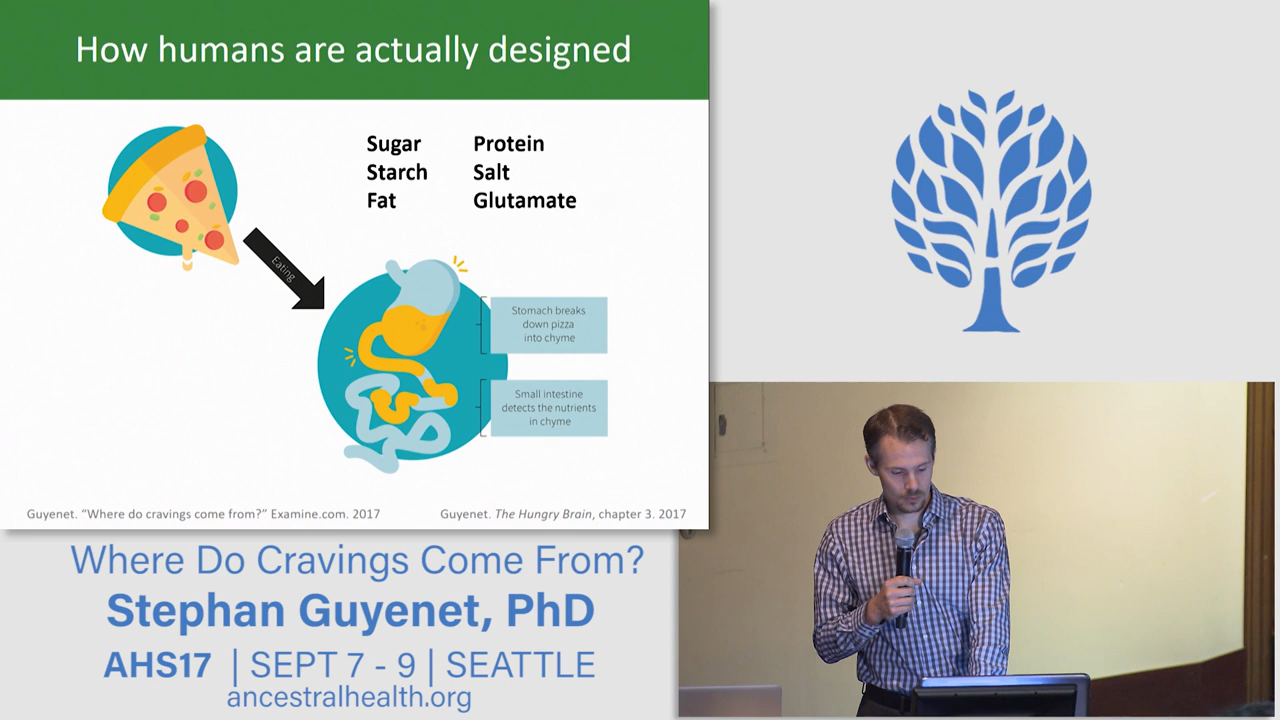 How humans are actually designed
Sugar Protein
Starch Salt
Fat Glutamate
Eating
Stomach breaks
down pizza
into chyme
Small intestine
detects the nutrients
in chyme
Guyenet. "Where do cravings come from?" Examine.com. 2017
Guyenet. The Hungry Brain, chapter 3. 2017
Where Do Cravings Come From?
Stephan Guyenet, PhD
AHS17 | SEPT 7 - 9 | SEATTLE
ancestralhealth.org